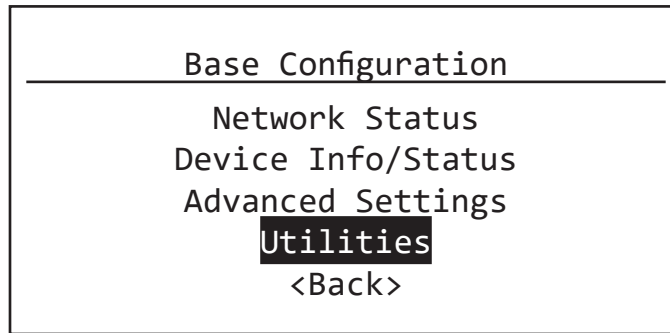 Base Configuration
Network Status
Device Info/Status
Advanced Settings
Utilities
<Back>